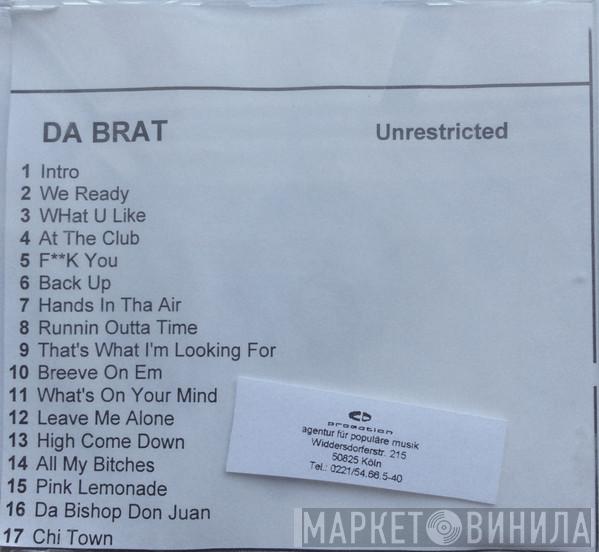 DA BRAT Unrestricted
1 Intro
2 We Ready
3 WHat U Like
4 At The Club
5 F**K You
6 Back Up
7 Hands In Tha Air
8 Runnin Outta Time
9 That's What I'm Looking For
10 Breeve On Em
11 What's On Your Mind
12 Leave Me Alone
13 High Come Down
14 All My Bitches
15 Pink Lemonade
16 Da Bishop Don Juan
17 Chi Town
promotion
agentur für populäre musik
Widdersdorferstr. 215
50825 Köln
Tel.: 0221/54.66.5-40
МАРКЕТ ВИНИЛА